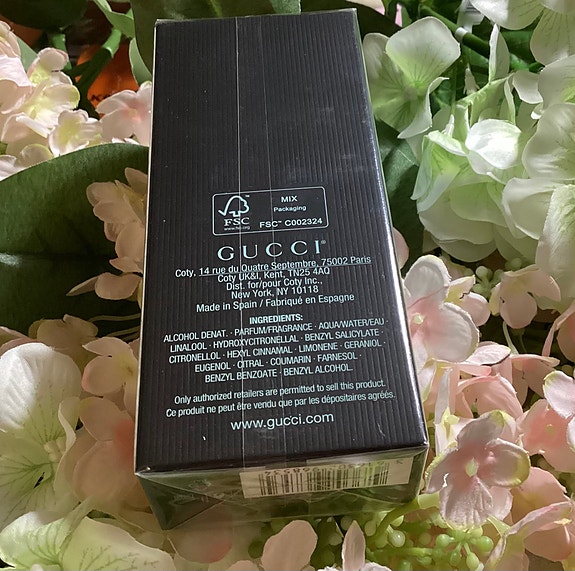 MIX
Packaging
FSC
www.fsc.org
FSC™ C002324
GUCCI®
Coty, 14 rue du Quatre Septembre, 75002 Paris
Coty UK&I, Kent, TN25 4AQ
Dist. for/pour Coty Inc.,
New York, NY 10118
Made in Spain / Fabriqué en Espagne
INGREDIENTS:
ALCOHOL DENAT. · PARFUM/FRAGRANCE · AQUA/WATER/EAU
LINALOOL · HYDROXYCITRONELLAL · BENZYL SALICYLATE ·
CITRONELLOL · HEXYL CINNAMAL · LIMONENE · GERANIOL ·
EUGENOL · CITRAL · COUMARIN · FARNESOL ·
BENZYL BENZOATE · BENZYL ALCOHOL.
Only authorized retailers are permitted to sell this product.
Ce produit ne peut être vendu que par les dépositaires agréés.
www.gucci.com